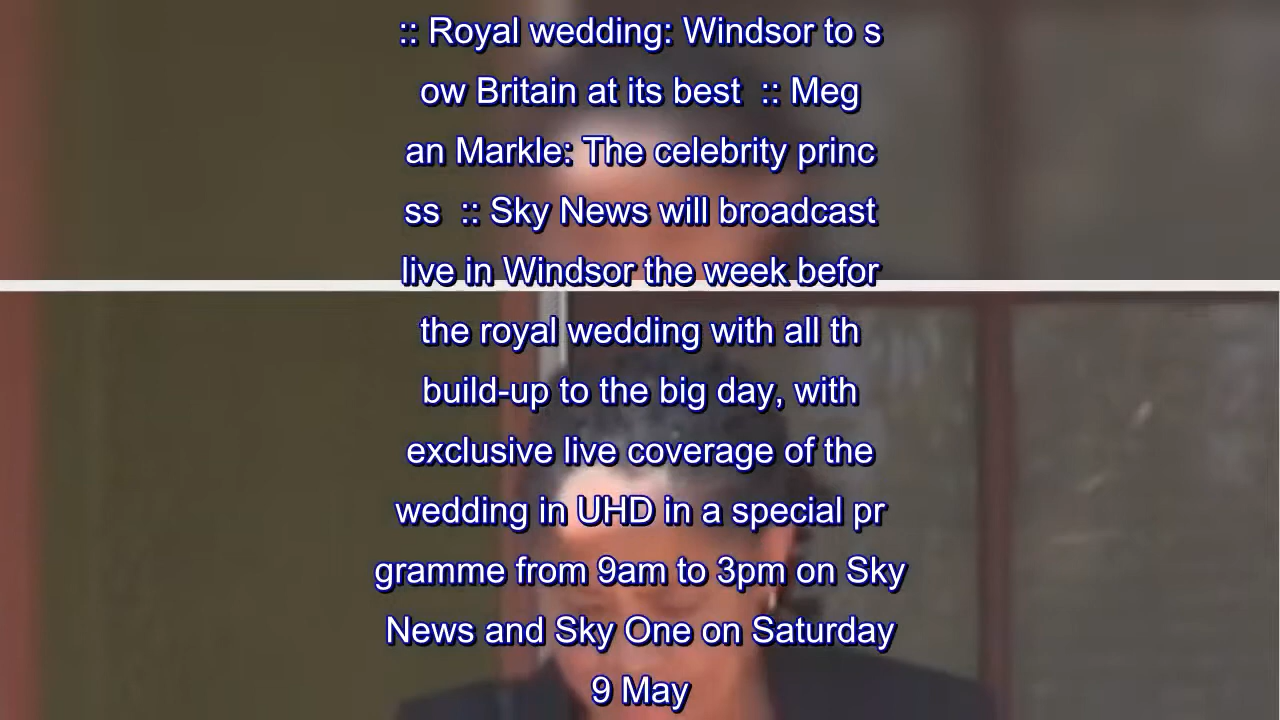 :: Royal wedding: Windsor to s
ow Britain at its best  :: Meg
an Markle: The celebrity princ
ss  :: Sky News will broadcast
live in Windsor the week befor
the royal wedding with all th
build-up to the big day, with
exclusive live coverage of the
wedding in UHD in a special pr
gramme from 9am to 3pm on Sky
News and Sky One on Saturday
9 May